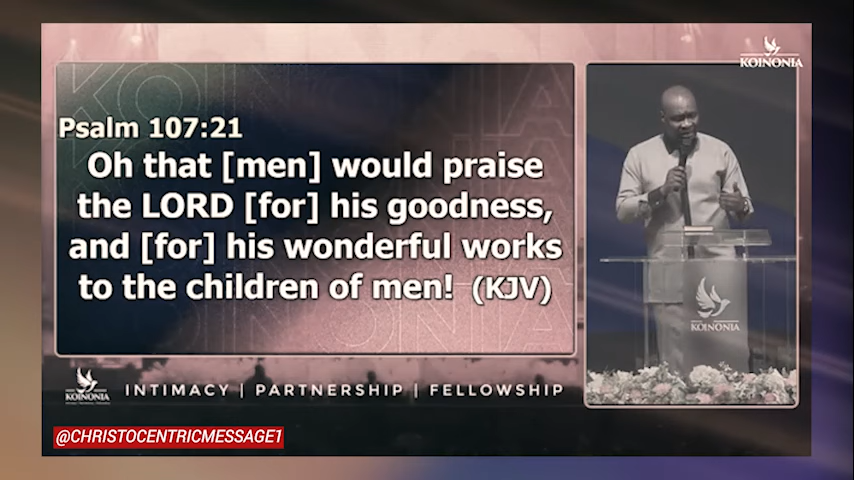 KOINONIA
Psalm 107:21
Oh that [men] would praise
the LORD [for] his goodness,
and [for] his wonderful works
to the children of men! (KJV)
KOINONIA
KOINONIA
INTIMACY | PARTNERSHIP | FELLOWSHIP
@CHRISTOCENTRICMESSAGE1